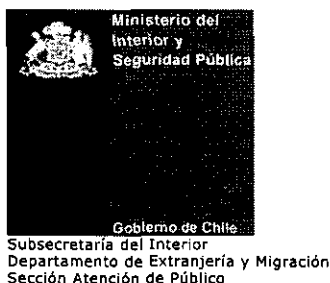 Ministerio del
Interior y
Seguridad Pública
Gobierno de Chile
Subsecretaría del Interior
Departamento de Extranjería y Migración
Sección Atención de Público